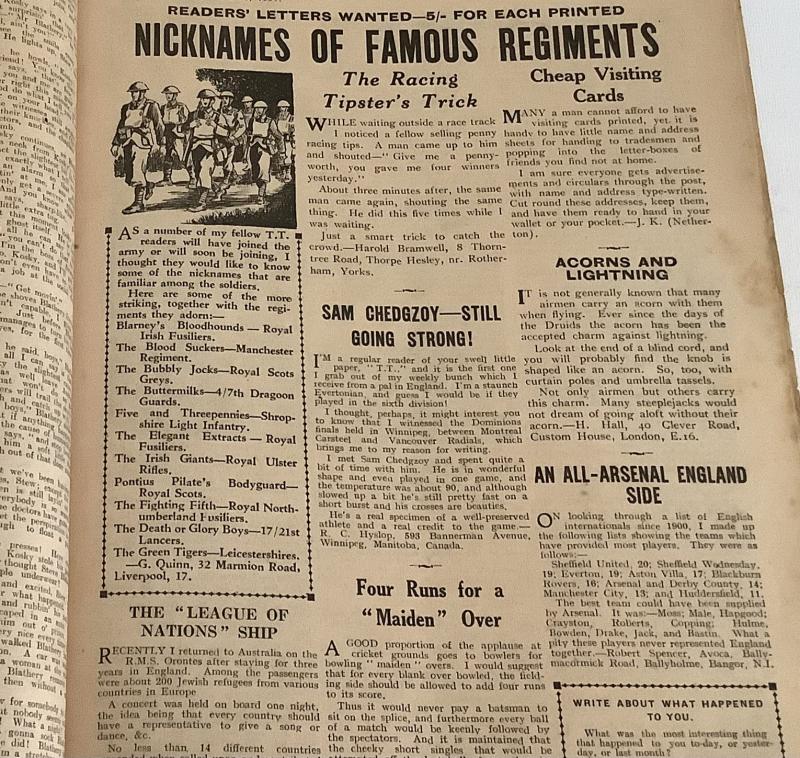 READERS' LETTERS WANTED—5/- FOR EACH PRINTED
NICKNAMES OF FAMOUS REGIMENTS
AS a number of my fellow T.T.
readers will have joined the
army or will soon be joining, I
thought they would like to know
some of the nicknames that are
familiar among the soldiers.
Here are some of the more
striking, together with the regi-
ments they adorn:—
Blarney's Bloodhounds — Royal
Irish Fusiliers.
The Blood Suckers—Manchester
Regiment.
The Bubbly Jocks—Royal Scots
Greys.
The Buttermilks—4/7th Dragoon
Guards.
Five and Threepennies—Shrop-
shire Light Infantry.
The Elegant Extracts — Royal
Fusiliers.
The Irish Giants—Royal Ulster
Rifles.
Pontius Pilate's Bodyguard—
Royal Scots.
The Fighting Fifth—Royal North-
umberland Fusiliers.
The Death or Glory Boys—17/21st
Lancers.
The Green Tigers—Leicestershires.
—G. Quinn, 32 Marmion Road,
Liverpool, 17.
THE "LEAGUE OF
NATIONS" SHIP
RECENTLY I returned to Australia on the
R.M.S. Orontes after staying for three
years in England. Among the passengers
were about 200 Jewish refugees from various
countries in Europe
A concert was held on board one night,
the idea being that every country should
have a representative to give a song or
dance, &c.
No less than 14 different countries
The Racing
Tipster's Trick
WHILE waiting outside a race track
I noticed a fellow selling penny
racing tips. A man came up to him
and shouted—"Give me a penny-
worth, you gave me four winners
yesterday."
About three minutes after, the same
man came again, shouting the same
thing. He did this five times while I
was waiting.
Just a smart trick to catch the
crowd.—Harold Bramwell, 8 Thorn-
tree Road, Thorpe Hesley, nr. Rother-
ham, Yorks.
SAM CHEDGZOY—STILL
GOING STRONG!
I'M a regular reader of your swell little
paper, "T.T.," and it is the first one
I grab out of my weekly bunch which I
receive from a pal in England. I'm a staunch
Evertonian, and guess I would be if they
played in the sixth division!
I thought, perhaps, it might interest you
to know that I witnessed the Dominions
finals held in Winnipeg, between Montreal
Carsteel and Vancouver Radials, which
brings me to my reason for writing.
I met Sam Chedgzoy and spent quite a
bit of time with him. He is in wonderful
shape and even played in one game, and
the temperature was about 90, and although
slowed up a bit he's still pretty fast on a
short burst and his crosses are beauties.
He's a real specimen of a well-preserved
athlete and a real credit to the game.—
R. C. Hyslop, 593 Bannerman Avenue,
Winnipeg, Manitoba, Canada.
Four Runs for a
"Maiden" Over
A GOOD proportion of the applause at
cricket grounds goes to bowlers for
bowling "maiden" overs. I would suggest
that for every blank over bowled, the field-
ing side should be allowed to add four runs
to its score,
Thus it would never pay a batsman to
sit on the splice, and furthermore every ball
of a match would be keenly followed by
the spectators. And it is maintained that
the cheeky short singles that would be
Cheap Visiting
Cards
MANY a man cannot afford to have
visiting cards printed, yet it is
handy to have little name and address
sheets for handing to tradesmen and
popping into the letter-boxes of
friends you find not at home.
I am sure everyone gets advertise-
ments and circulars through the post,
with name and address type-written.
Cut round these addresses, keep them,
and have them ready to hand in your
wallet or your pocket.—J. K. (Nether-
ton).
ACORNS AND
LIGHTNING
IT is not generally known that many
airmen carry an acorn with them
when flying. Ever since the days of
the Druids the acorn has been the
accepted charm against lightning.
Look at the end of a blind cord, and
you will probably find the knob is
shaped like an acorn. So, too, with
curtain poles and umbrella tassels.
Not only airmen but others carry
this charm. Many steeplejacks would
not dream of going aloft without their
acorn.—H. Hall, 40 Clever Road,
Custom House, London, E.16.
AN ALL-ARSENAL ENGLAND
SIDE
ON looking through a list of English
internationals since 1900, I made up
the following lists showing the teams which
have provided most players. They were as
follows:—
Sheffield United, 20; Sheffield Wednesday,
19; Everton, 19; Aston Villa, 17; Blackburn
Rovers, 16; Arsenal and Derby County, 14;
Manchester City, 13; and Huddersfield, 11.
The best team could have been supplied
by Arsenal. It was:—Moss; Male, Hapgood;
Crayston, Roberts, Copping; Hulme,
Bowden, Drake, Jack, and Bastin. What a
pity these players never represented England
together.—Robert Spencer, Avoca, Bally-
macormick Road, Ballyholme, Bangor, N.I.
WRITE ABOUT WHAT HAPPENED
TO YOU.
What was the most interesting thing
that happened to you to-day, or yester-
day, or last month?